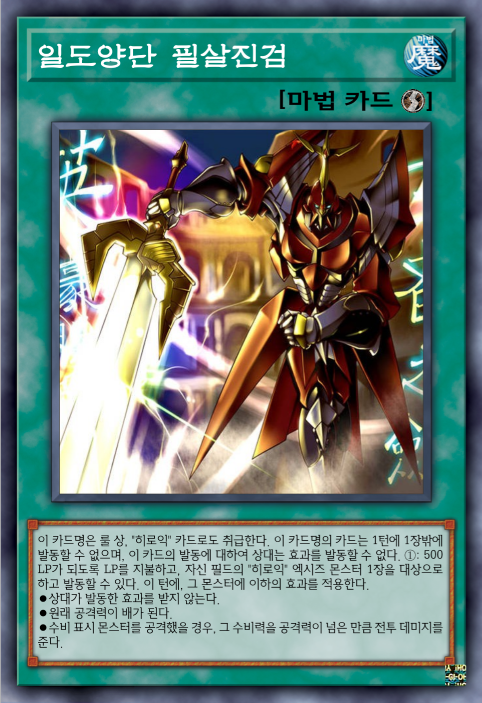 일도양단 필살진검
마법
魔
[마법 카드]
이 카드명은 룰 상, "히로익" 카드로도 취급한다. 이 카드명의 카드는 1턴에 1장밖에
발동할 수 없으며, 이 카드의 발동에 대하여 상대는 효과를 발동할 수 없다. ①: 500
LP가 되도록 LP를 지불하고, 자신 필드의 "히로익" 엑시즈 몬스터 1장을 대상으로
하고 발동할 수 있다. 이 턴에, 그 몬스터에 이하의 효과를 적용한다.
●상대가 발동한 효과를 받지 않는다.
●원래 공격력이 배가 된다.
●수비 표시 몬스터를 공격했을 경우, 그 수비력을 공격력이 넘은 만큼 전투 데미지를
준다.